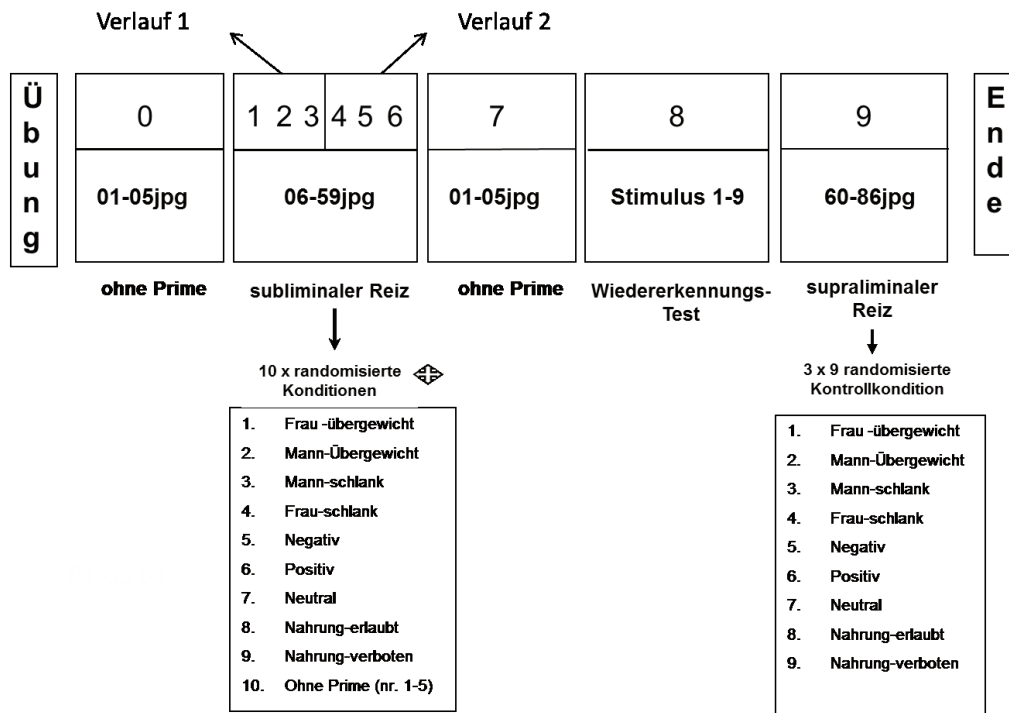 Verlauf 1
Verlauf 2
Übung
0
1 2 3 4 5 6
7
8
9
Ende
01-05jpg
06-59jpg
01-05jpg
Stimulus 1-9
60-86jpg
ohne Prime
subliminaler Reiz
ohne Prime
Wiedererkennungs-
Test
supraliminaler
Reiz
10 x randomisierte
Konditionen
1. Frau -übergewicht
2. Mann-Übergewicht
3. Mann-schlank
4. Frau-schlank
5. Negativ
6. Positiv
7. Neutral
8. Nahrung-erlaubt
9. Nahrung-verboten
10. Ohne Prime (nr. 1-5)
3 x 9 randomisierte
Kontrollkondition
1. Frau -übergewicht
2. Mann-Übergewicht
3. Mann-schlank
4. Frau-schlank
5. Negativ
6. Positiv
7. Neutral
8. Nahrung-erlaubt
9. Nahrung-verboten